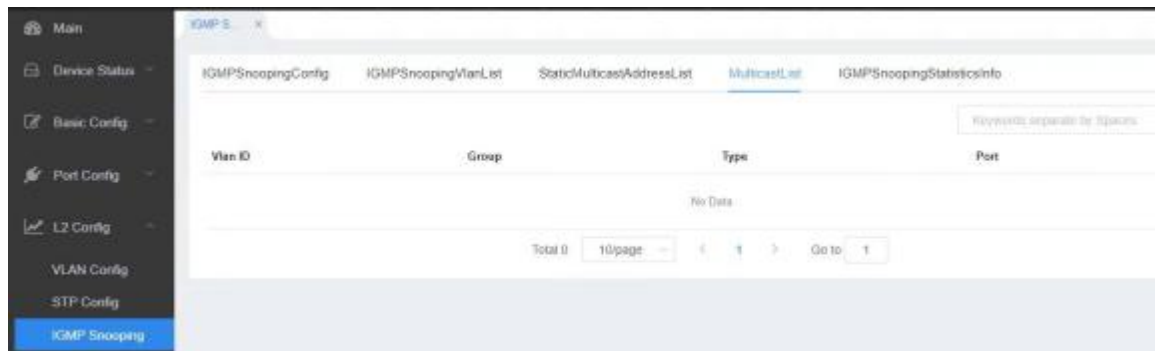 Main
IGMP S... ×
Device Status
IGMPSnoopingConfig IGMPSnoopingVlanList StaticMulticastAddressList MulticastList IGMPSnoopingStatisticsInfo
Basic Config
Keywords separate by Spaces
Vlan ID Group Type Port
Port Config
No Data
L2 Config
Total 0 10/page < 1 > Go to 1
VLAN Config
STP Config
IGMP Snooping